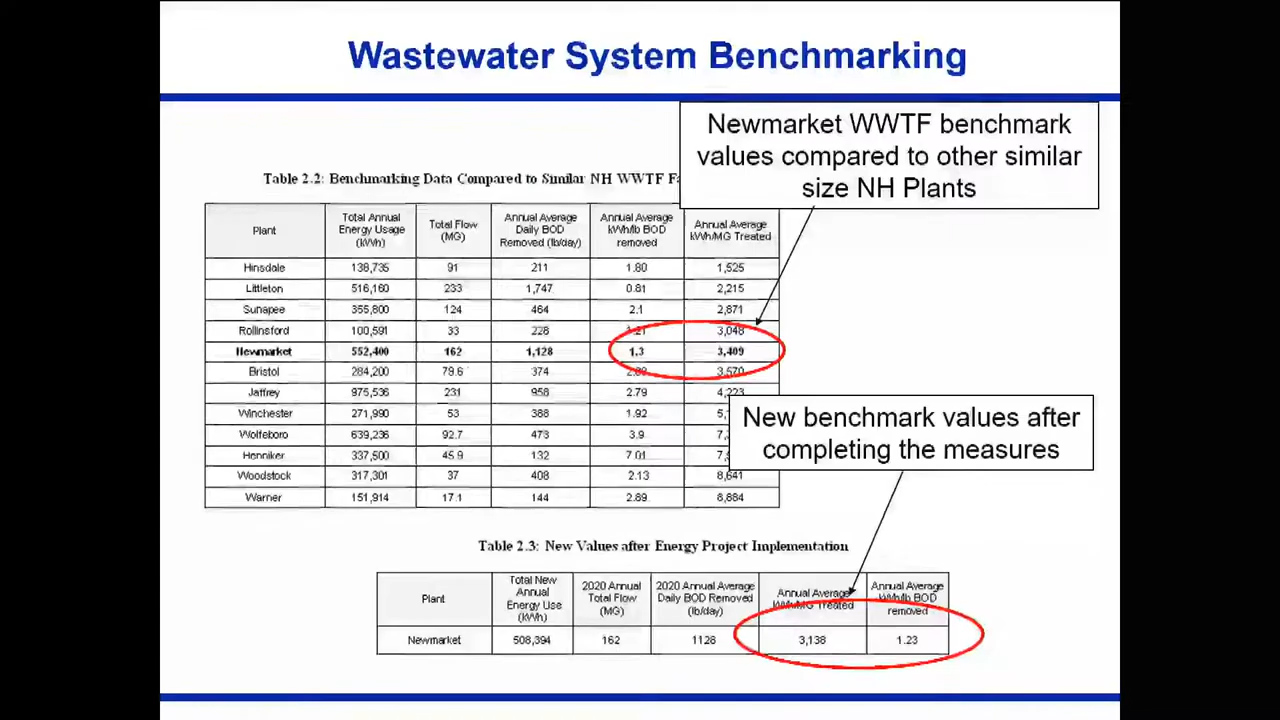 Wastewater System Benchmarking
Newmarket WWTF benchmark
values compared to other similar
size NH Plants
Table 2.2: Benchmarking Data Compared to Similar NH WWTF
Plant
Total Annual
Energy Usage
(kWh)
Total Flow
(MG)
Annual Average
Daily BOD
Removed (lb/day)
Annual Average
kWh/lb BOD
removed
Annual Average
kWh/MG Treated
Hinsdale 138,735 91 211 1.80 1,525
Littleton 516,160 233 1,747 0.81 2,215
Sunapee 355,800 124 464 2.1 2,871
Rollinsford 100,591 33 228 1.21 3,048
Newmarket 552,400 162 1,128 1.3 3,409
Bristol 284,200 79.6 374 3,570
Jaffrey 975,536 231 958 2.79 4,223
Winchester 271,990 53 388 1.92
Wolfeboro 639,236 92.7 473 3.9
Henniker 337,500 45.9 132 7.01
Woodstock 317,301 37 408 2.13 8,641
Warner 151,914 17.1 144 2.89 8,884
New benchmark values after
completing the measures
Table 2.3: New Values after Energy Project Implementation
Plant
Total New
Annual
Energy Use
(kWh)
2020 Annual
Total Flow
(MG)
2020 Annual Average
Daily BOD Removed
(lb/day)
Annual Average
kWh/MG Treated
Annual Average
kWh/lb BOD
removed
Newmarket 508,394 162 1128 3,138 1.23